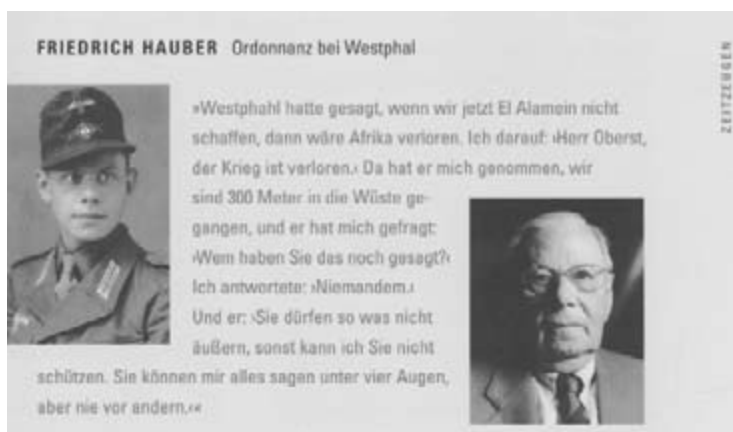 FRIEDRICH HAUBER Ordonnanz bei Westphal
ZEITZEUGEN
»Westphahl hatte gesagt, wenn wir jetzt El Alamein nicht
schaffen, dann wäre Afrika verloren. Ich darauf: ›Herr Oberst,
der Krieg ist verloren.‹ Da hat er mich genommen, wir
sind 300 Meter in die Wüste ge-
gangen, und er hat mich gefragt:
›Wem haben Sie das noch gesagt?‹
Ich antwortete: ›Niemandem.‹
Und er: ›Sie dürfen so was nicht
äußern, sonst kann ich Sie nicht
schützen. Sie können mir alles sagen unter vier Augen,
aber nie vor andern.‹«